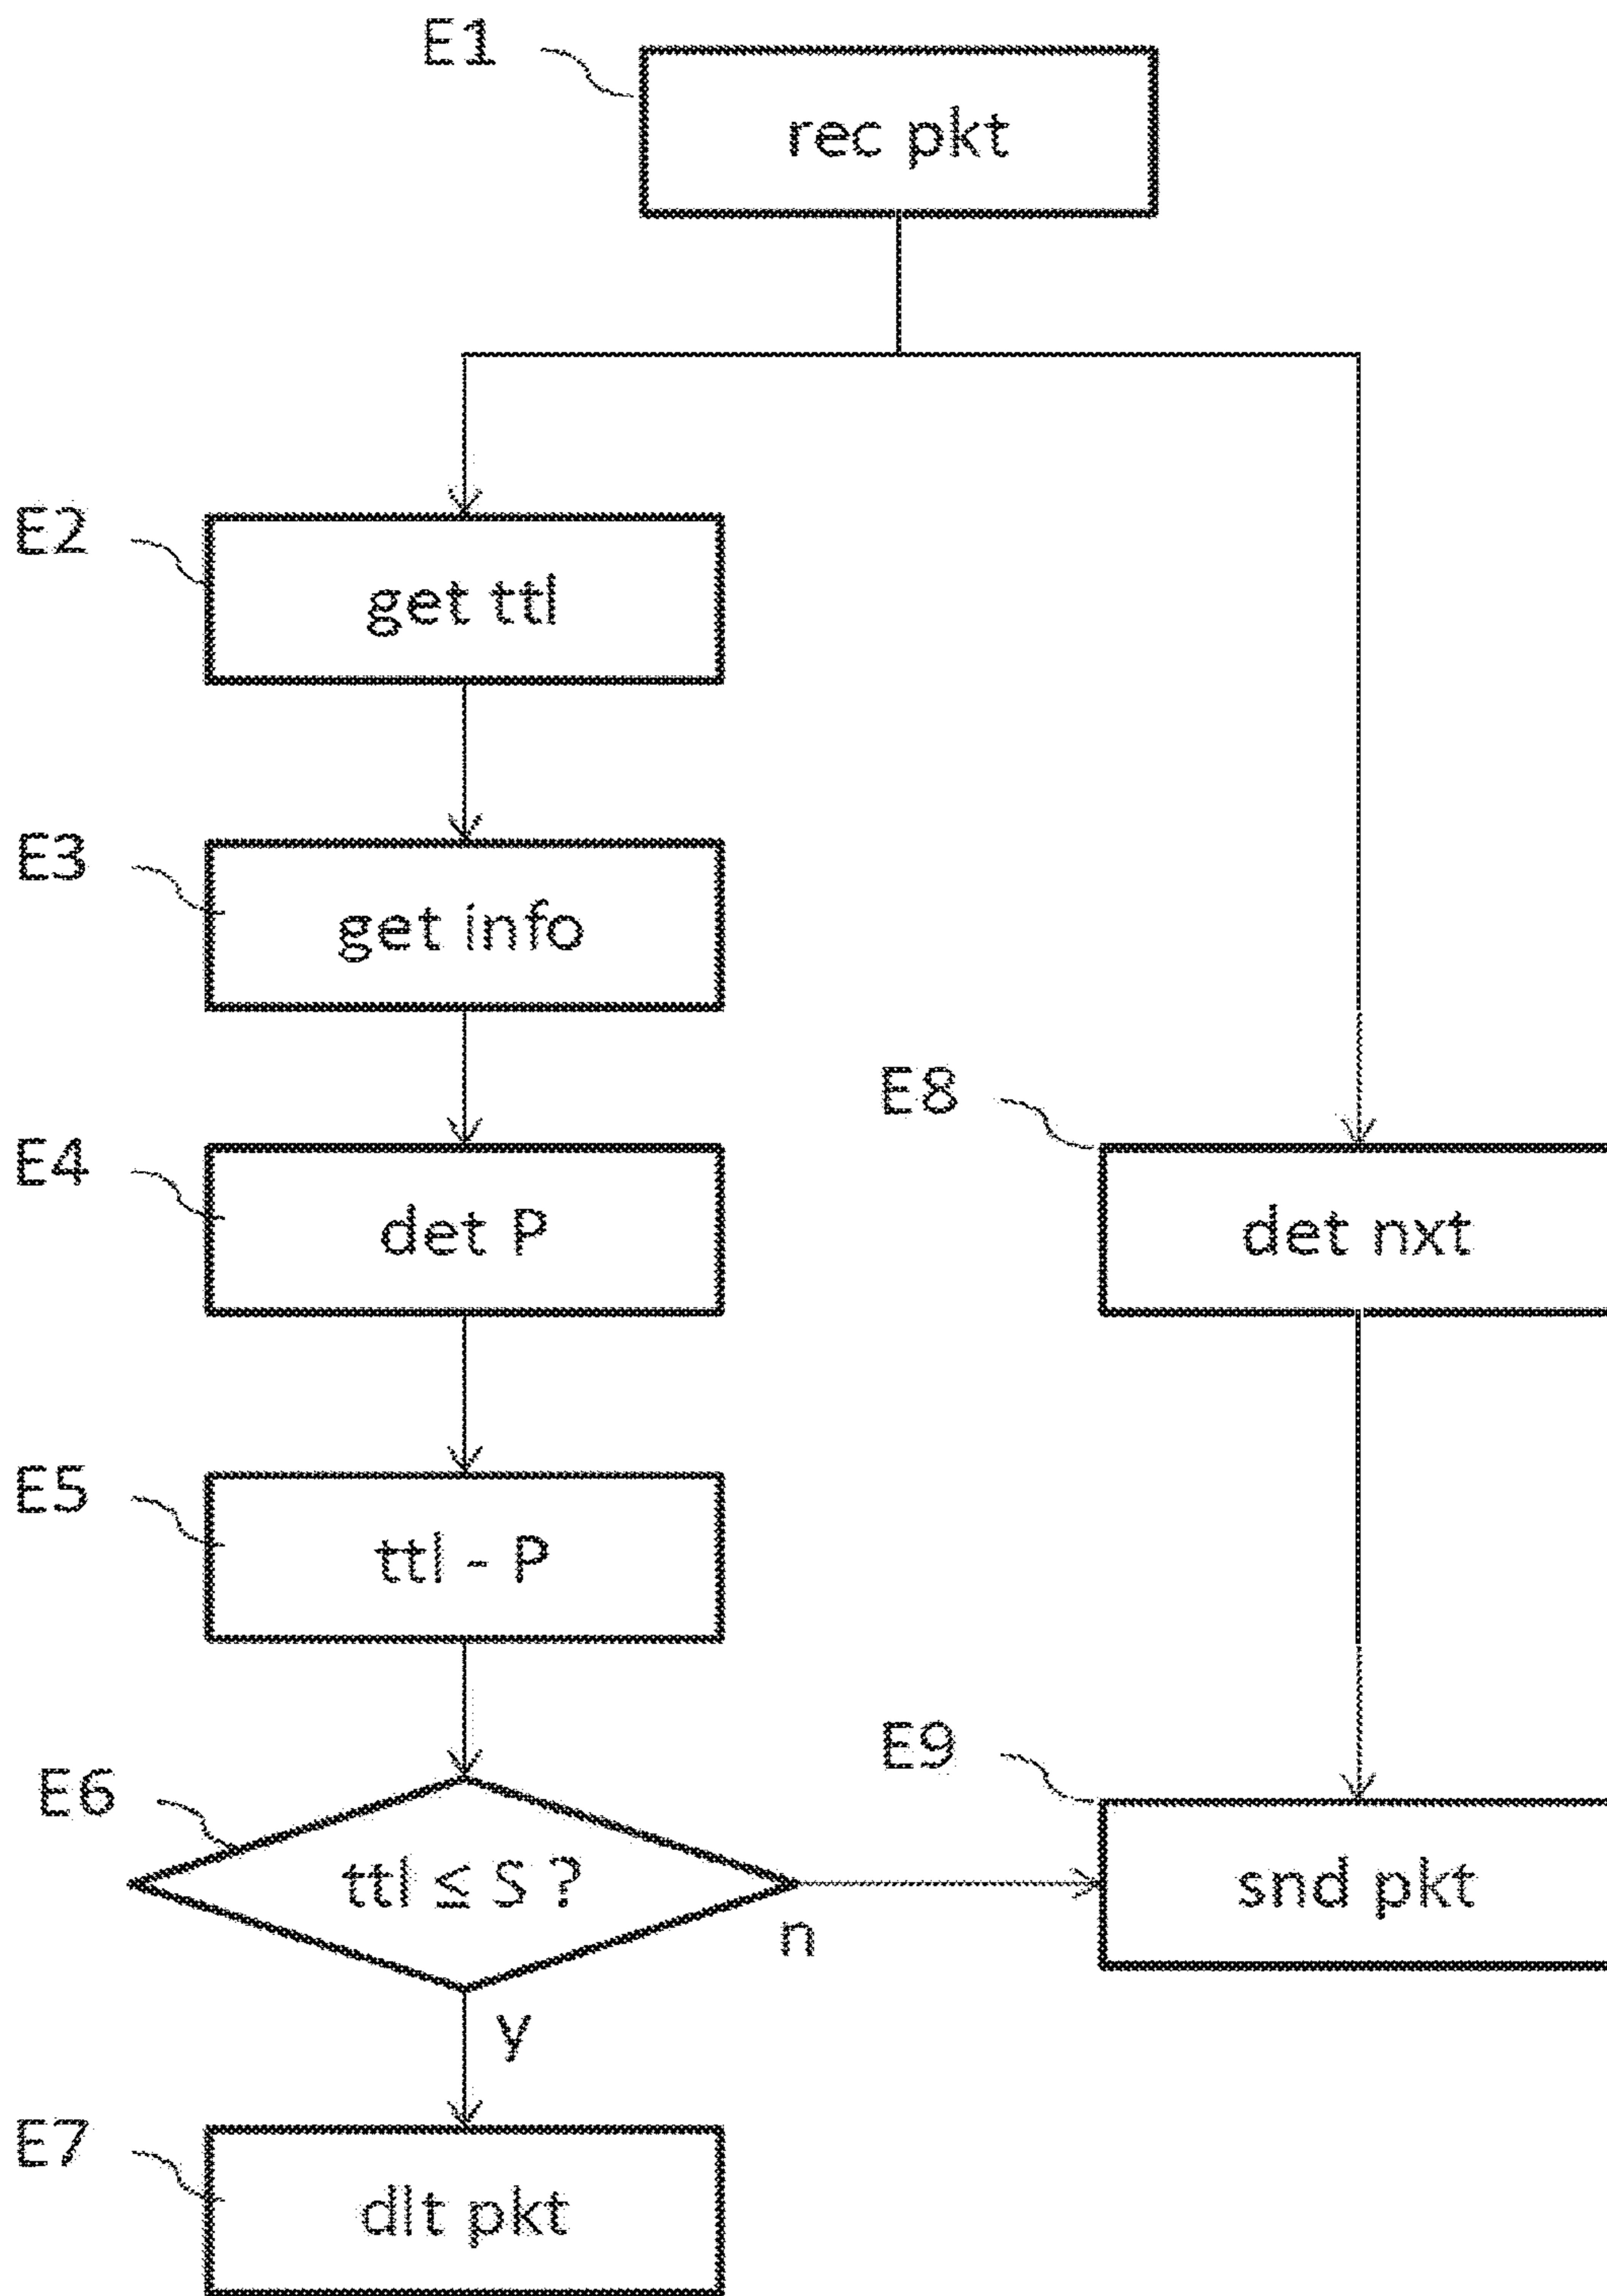 E1
rec pkt
E2
get ttl
E3
get info
E4
det P
E8
det nxt
E5
ttl - P
E6
ttl ≤ S ?
n
y
E9
snd pkt
E7
dlt pkt